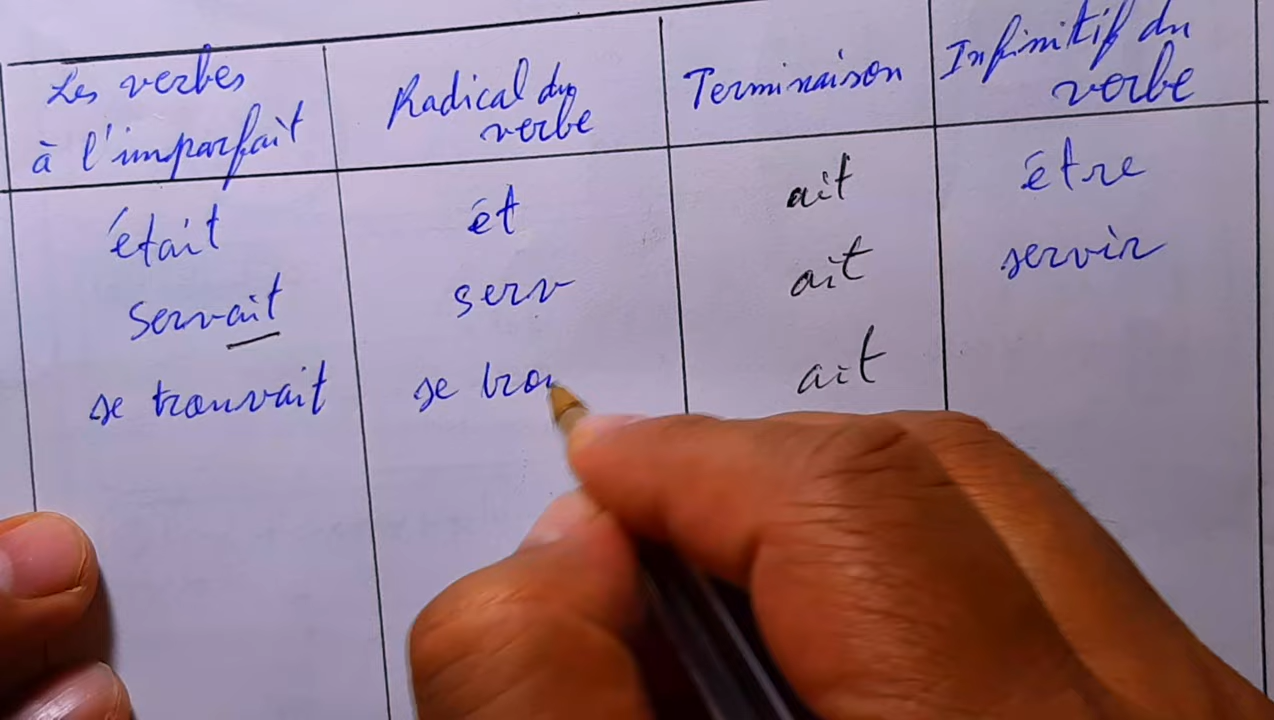 Les verbes
à l'imparfait
Radical du
verbe
Terminaison
Infinitif du
verbe
était
ét
ait
être
servait
serv
ait
servir
se trouvait
se trou
ait